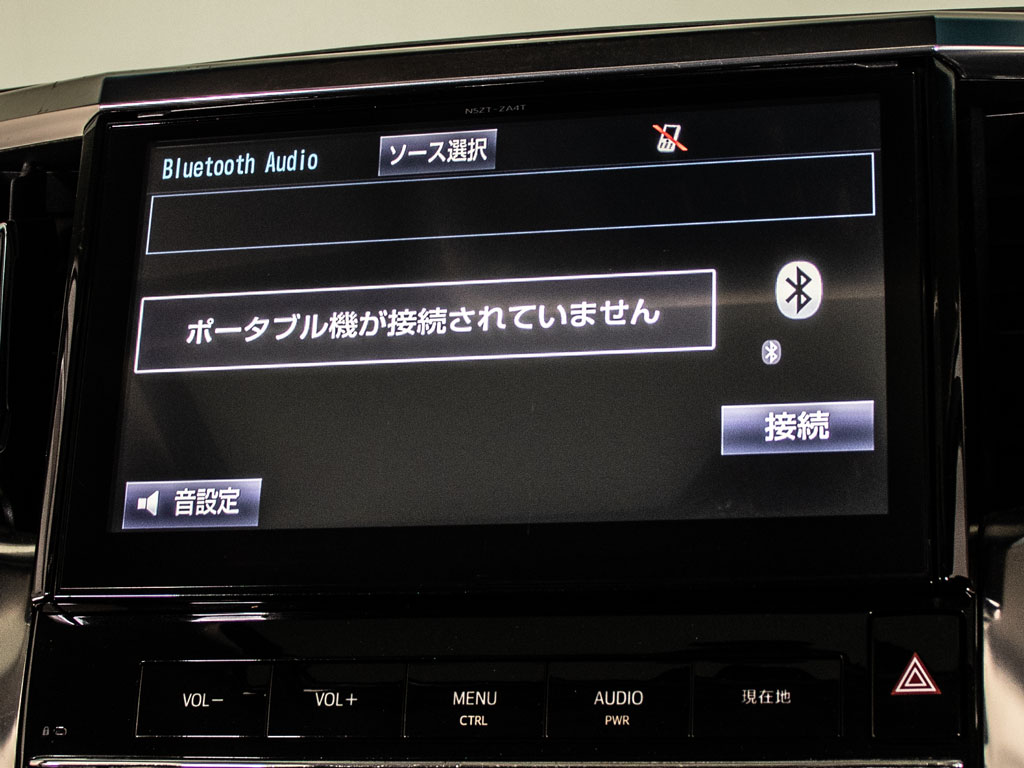 NSZT-ZA4T
Bluetooth Audio
ソース選択
ポータブル機が接続されていません
接続
音設定
VOL−
VOL+
MENU
CTRL
AUDIO
PWR
現在地